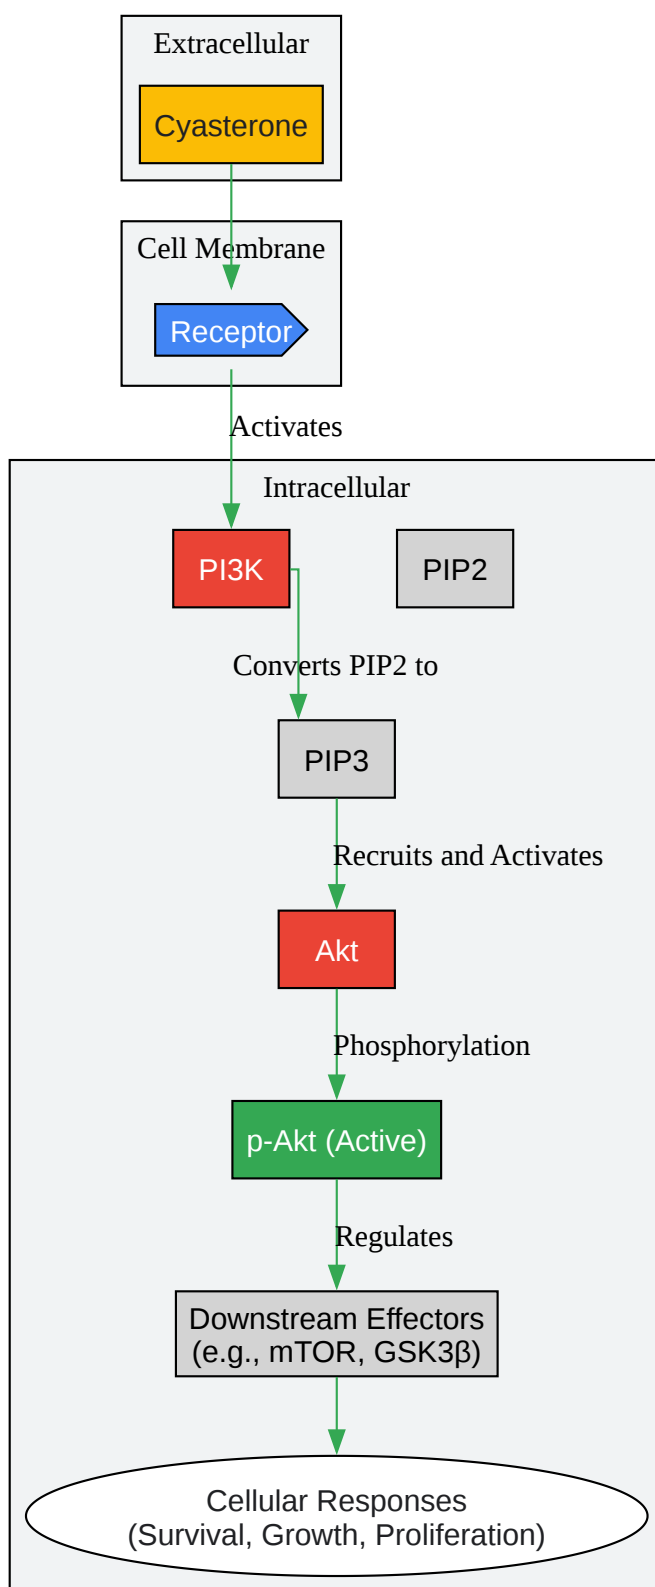 Extracellular
Cyasterone
Cell Membrane
Receptor
Activates
Intracellular
PI3K
PIP2
Converts PIP2 to
PIP3
Recruits and Activates
Akt
Phosphorylation
p-Akt (Active)
Regulates
Downstream Effectors
(e.g., mTOR, GSK3β)
Cellular Responses
(Survival, Growth, Proliferation)